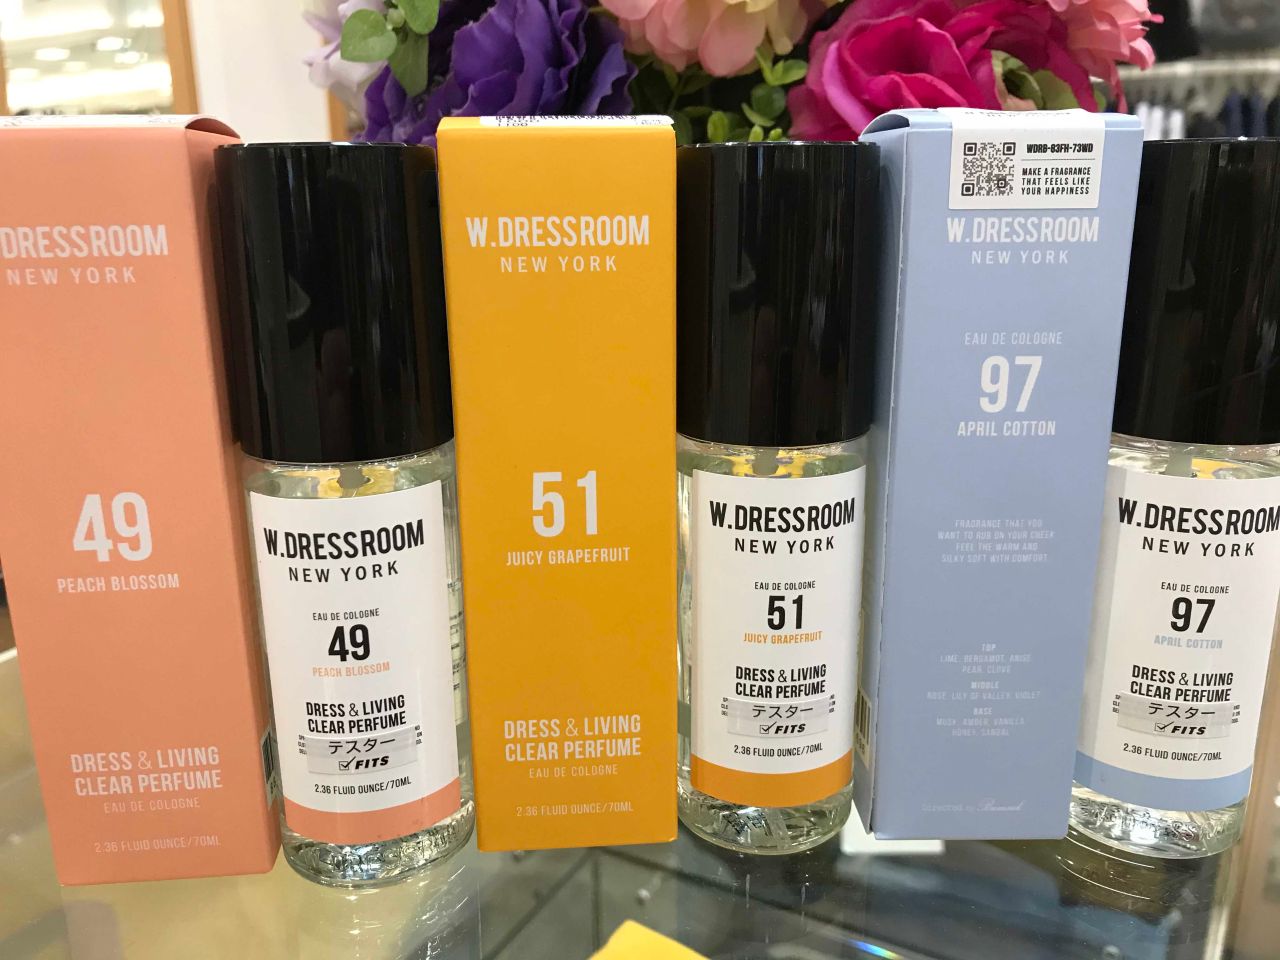 DRESSROOM
NEW YORK
49
PEACH BLOSSOM
DRESS & LIVING
CLEAR PERFUME
EAU DE COLOGNE
2.36 FLUID OUNCE/70ML
W.DRESSROOM
NEW YORK
EAU DE COLOGNE
49
PEACH BLOSSOM
DRESS & LIVING
CLEAR PERFUME
テスター
FITS
2.36 FLUID OUNCE/70ML
W.DRESSROOM
NEW YORK
51
JUICY GRAPEFRUIT
DRESS & LIVING
CLEAR PERFUME
EAU DE COLOGNE
2.36 FLUID OUNCE/70ML
W.DRESSROOM
NEW YORK
EAU DE COLOGNE
51
JUICY GRAPEFRUIT
DRESS & LIVING
CLEAR PERFUME
テスター
FITS
2.36 FLUID OUNCE/70ML
WDRB-83FH-73WD
MAKE A FRAGRANCE
THAT FEELS LIKE
YOUR HAPPINESS
W.DRESSROOM
NEW YORK
EAU DE COLOGNE
97
APRIL COTTON
FRAGRANCE THAT YOU
WANT TO RUB ON YOUR CHEEK
FEEL THE WARM AND
SILKY SOFT WITH COMFORT.
TOP
LIME, BERGAMOT, ANISE,
PEAR, CLOVE
MIDDLE
ROSE, LILY OF VALLEY, VIOLET
BASE
MUSK, AMBER, VANILLA,
HONEY, SANDAL
Directed by
W.DRESSROOM
NEW YORK
EAU DE COLOGNE
97
APRIL COTTON
DRESS & LIVING
CLEAR PERFUME
テスター
FITS
2.36 FLUID OUNCE/70ML